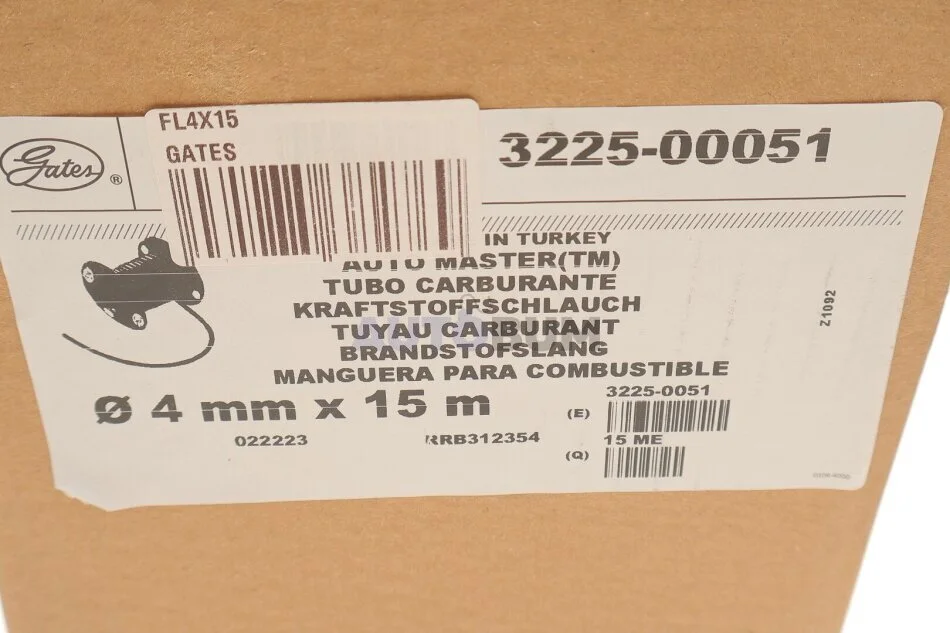 FL4X15
GATES
Gates®
3225-00051
IN TURKEY
AUTO MASTER(TM)
TUBO CARBURANTE
KRAFTSTOFFSCHLAUCH
TUYAU CARBURANT
BRANDSTOFSLANG
MANGUERA PARA COMBUSTIBLE
Ø 4 mm x 15 m
022223
RRB312354
(E)
3225-0051
(Q)
15 ME
Z1092